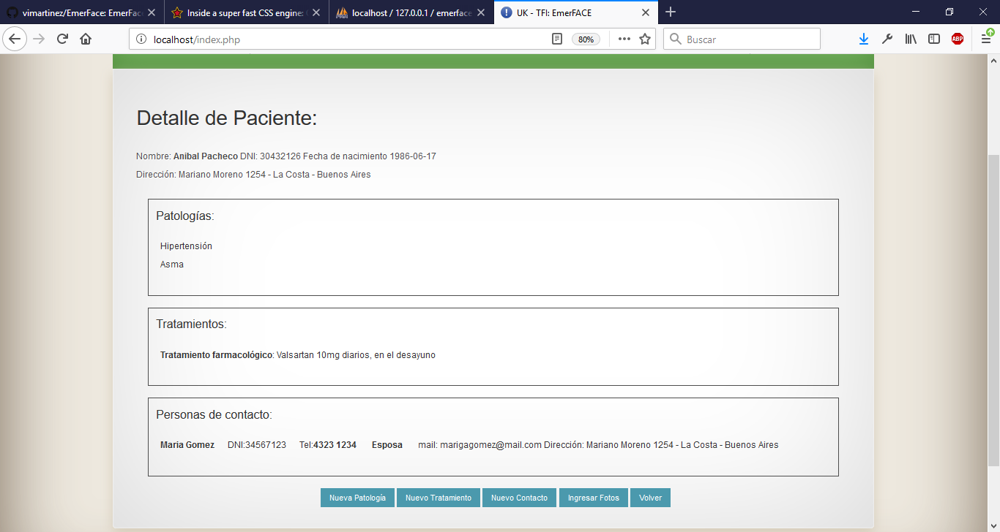 vimartinez/EmerFace: EmerFac
Inside a super fast CSS engine:
localhost / 127.0.0.1 / emerface
UK - TFI: EmerFACE
localhost/index.php
80%
Buscar
ABP
Detalle de Paciente:
Nombre: Anibal Pacheco DNI: 30432126 Fecha de nacimiento 1986-06-17
Dirección: Mariano Moreno 1254 - La Costa - Buenos Aires
Patologías:
Hipertensión
Asma
Tratamientos:
Tratamiento farmacológico: Valsartan 10mg diarios, en el desayuno
Personas de contacto:
Maria Gomez DNI:34567123 Tel:4323 1234 Esposa mail: marigagomez@mail.com Dirección: Mariano Moreno 1254 - La Costa - Buenos Aires
Nueva Patología Nuevo Tratamiento Nuevo Contacto Ingresar Fotos Volver